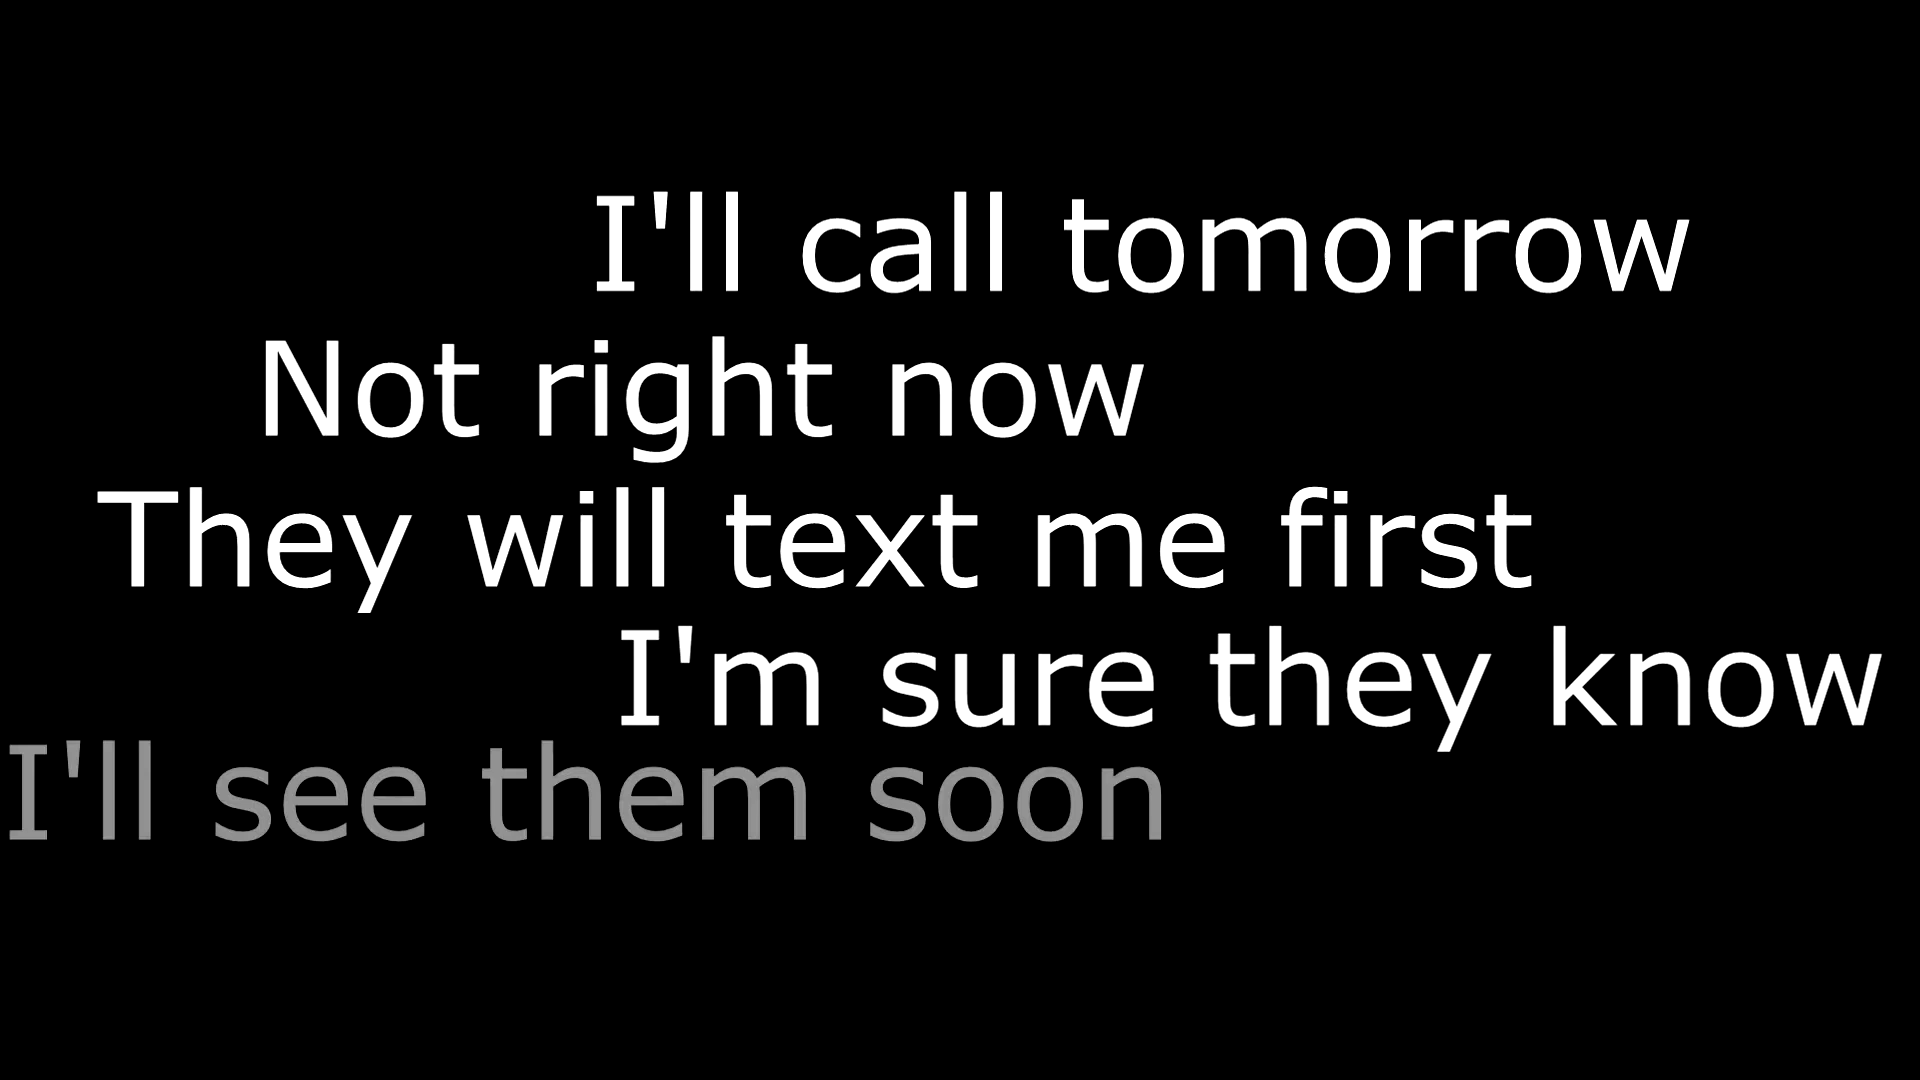 I'll call tomorrow
Not right now
They will text me first
I'm sure they know
I'll see them soon